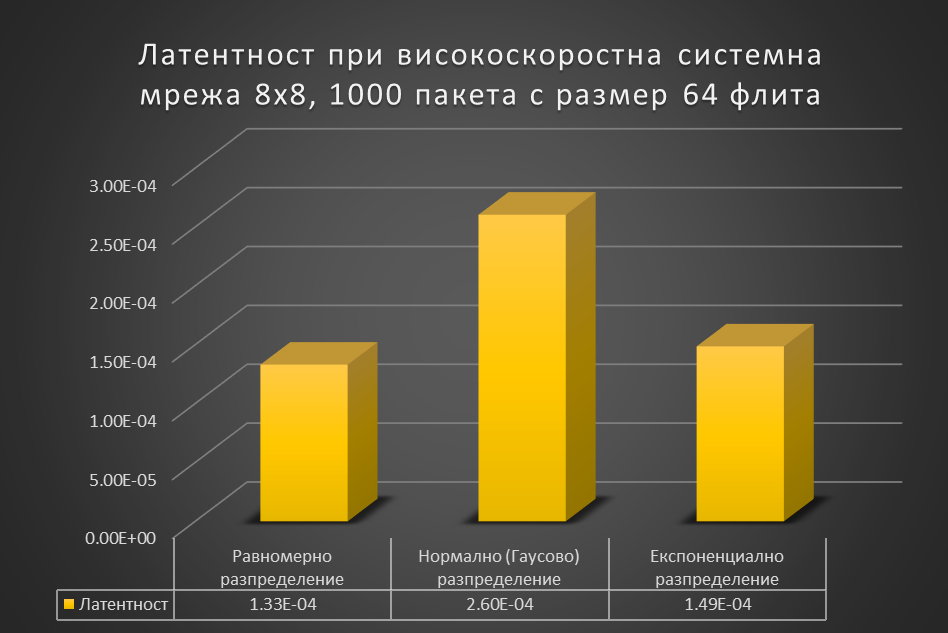 Латентност при високоскоростна системна
мрежа 8x8, 1000 пакета с размер 64 флита
3.00E-04
2.50E-04
2.00E-04
1.50E-04
1.00E-04
5.00E-05
0.00E+00
Равномерно
разпределение
Нормално (Гаусово)
разпределение
Експоненциално
разпределение
Латентност
1.33E-04
2.60E-04
1.49E-04